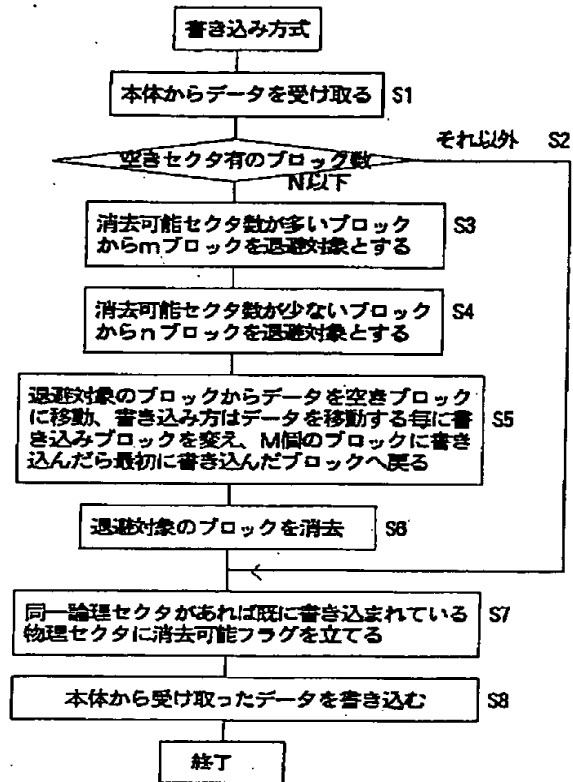 書き込み方式
本体からデータを受け取る S1
それ以外 S2
空きセクタ有のブロック数
N以下
消去可能セクタ数が多いブロック S3
からmブロックを退避対象とする
消去可能セクタ数が少ないブロック S4
からnブロックを退避対象とする
退避対象のブロックからデータを空きブロック
に移動、書き込み方はデータを移動する毎に書 S5
き込みブロックを変え、M個のブロックに書き
込んだら最初に書き込んだブロックへ戻る
退避対象のブロックを消去 S6
同一論理セクタがあれば既に書き込まれている S7
物理セクタに消去可能フラグを立てる
本体から受け取ったデータを書き込む S8
終了